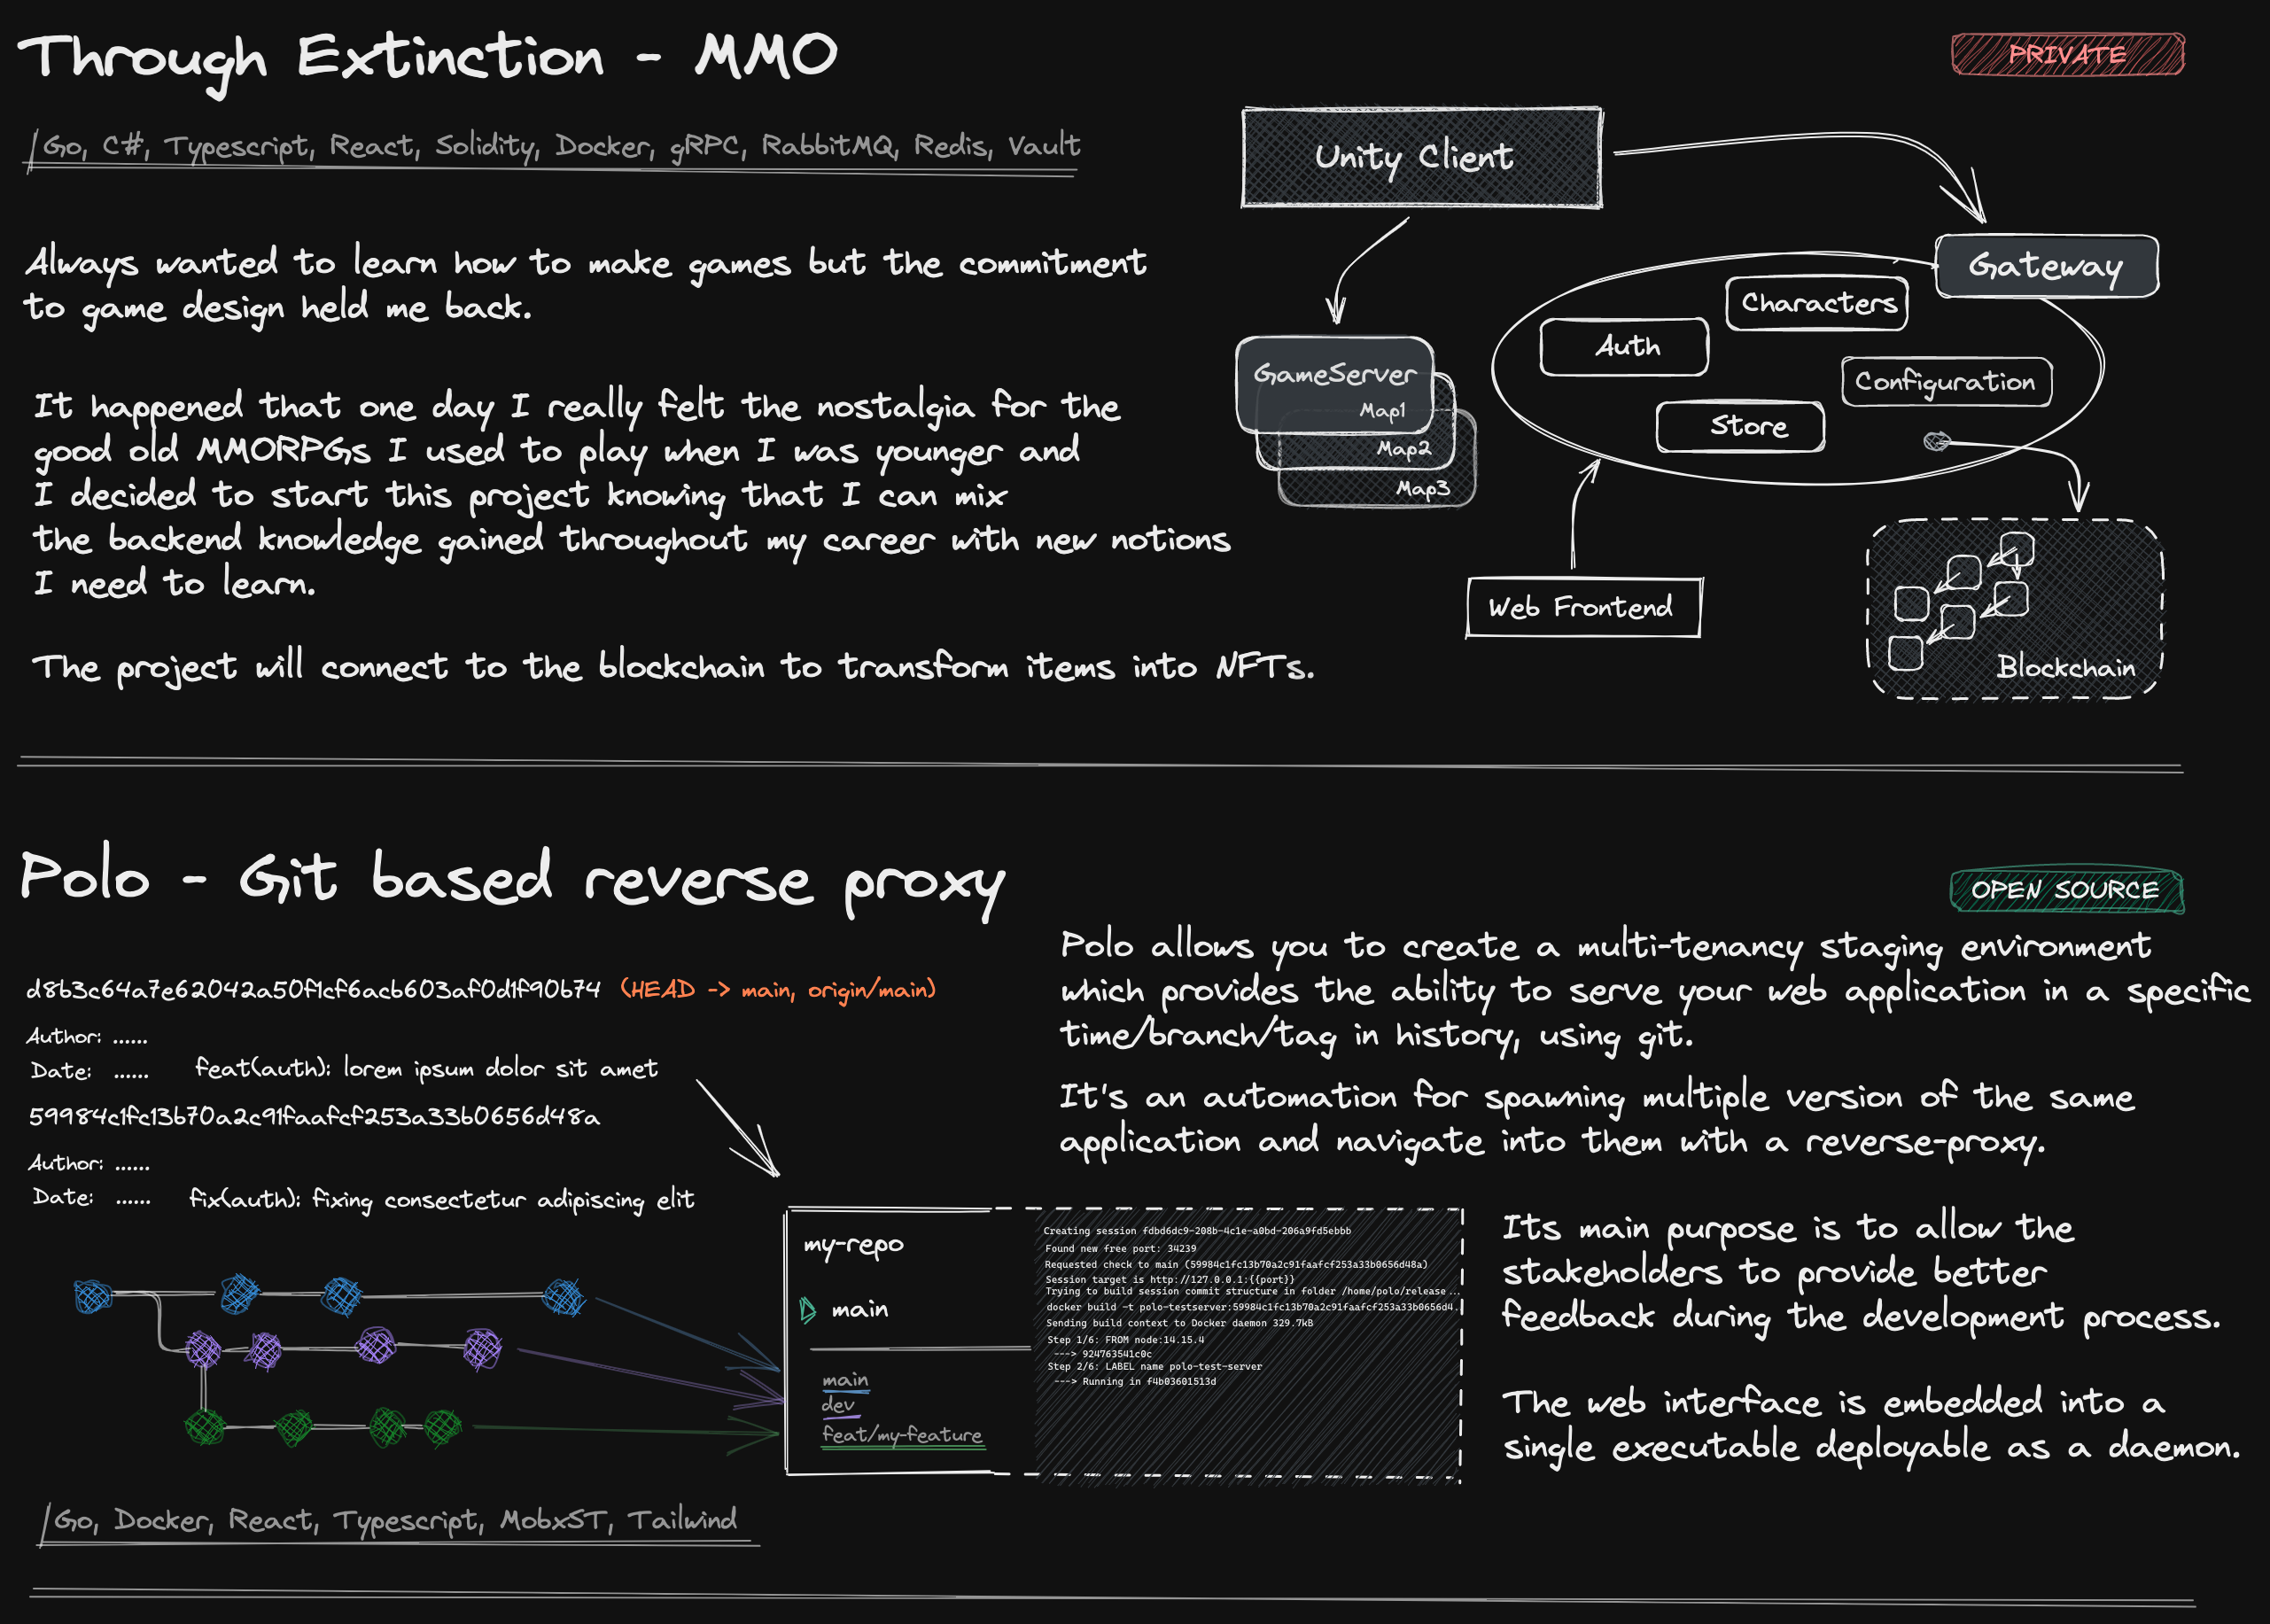 Through Extinction - MMO
PRIVATE
Go, C#, Typescript, React, Solidity, Docker, gRPC, RabbitMQ, Redis, Vault
Always wanted to learn how to make games but the commitment
to game design held me back.
It happened that one day I really felt the nostalgia for the
good old MMORPGs I used to play when I was younger and
I decided to start this project knowing that I can mix
the backend knowledge gained throughout my career with new notions
I need to learn.
The project will connect to the blockchain to transform items into NFTs.
Unity Client
Gateway
Characters
Auth
Configuration
Store
GameServer
Map1
Map2
Map3
Web Frontend
Blockchain
Polo - Git based reverse proxy
OPEN SOURCE
d8b3c64a7e62042a50f1cf6acb603af0d1f90b74 (HEAD -> main, origin/main)
Author: ......
Date: ...... feat(auth): lorem ipsum dolor sit amet
59984c1fc13b70a2c91faafcf253a33b0656d48a
Author: ......
Date: ...... fix(auth): fixing consectetur adipiscing elit
Polo allows you to create a multi-tenancy staging environment
which provides the ability to serve your web application in a specific
time/branch/tag in history, using git.
It's an automation for spawning multiple version of the same
application and navigate into them with a reverse-proxy.
my-repo
main
main
dev
feat/my-feature
Creating session fdbd6dc9-208b-4c1e-a0bd-206a9fd5ebbb
Found new free port: 34239
Requested check to main (59984c1fc13b70a2c91faafcf253a33b0656d48a)
Session target is http://127.0.0.1:{{port}}
Trying to build session commit structure in folder /home/polo/release...
docker build -t polo-testserver:59984c1fc13b70a2c91faafcf253a33b0656d4.
Sending build context to Docker daemon 329.7kB
Step 1/6: FROM node:14.15.4
---> 924763541c0c
Step 2/6: LABEL name polo-test-server
---> Running in f4b03601513d
Its main purpose is to allow the
stakeholders to provide better
feedback during the development process.
The web interface is embedded into a
single executable deployable as a daemon.
Go, Docker, React, Typescript, MobxST, Tailwind